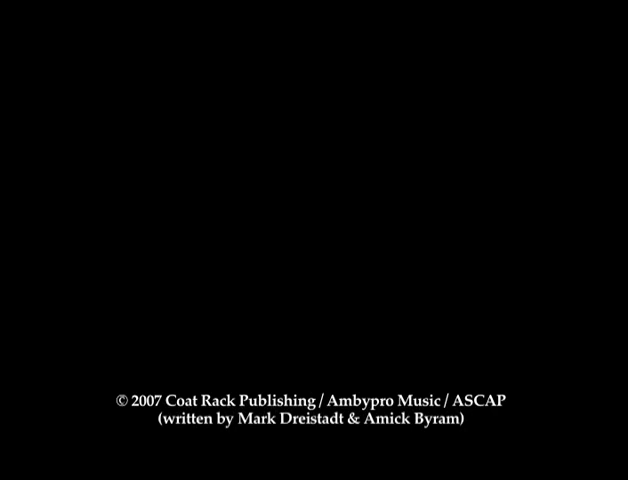 © 2007 Coat Rack Publishing / Ambypro Music / ASCAP
(written by Mark Dreistadt & Amick Byram)